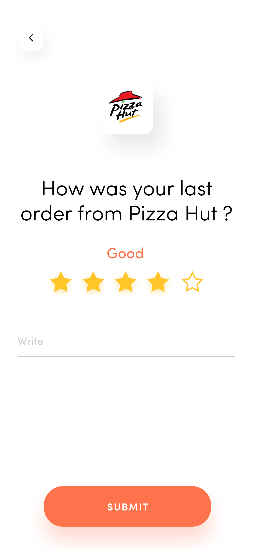 Pizza
Hut
How was your last
order from Pizza Hut ?
Good
Write
SUBMIT